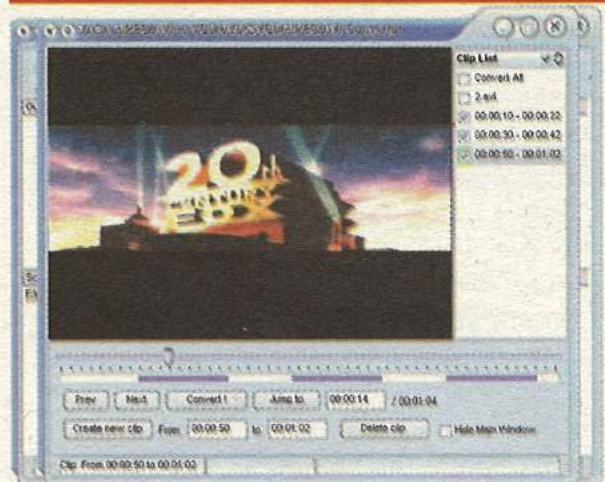 Clip List
Convert All
2.avi
00:00:10 - 00:00:22
00:00:30 - 00:00:42
00:00:50 - 00:01:02
20th
CENTURY
FOX
Prev Next Convert ! Jump to 00:00:14 / 00:01:04
Create new clip From 00:00:50 to 00:01:02 Delete clip Hide Main Window
Clip: From 00:00:50 to 00:01:02